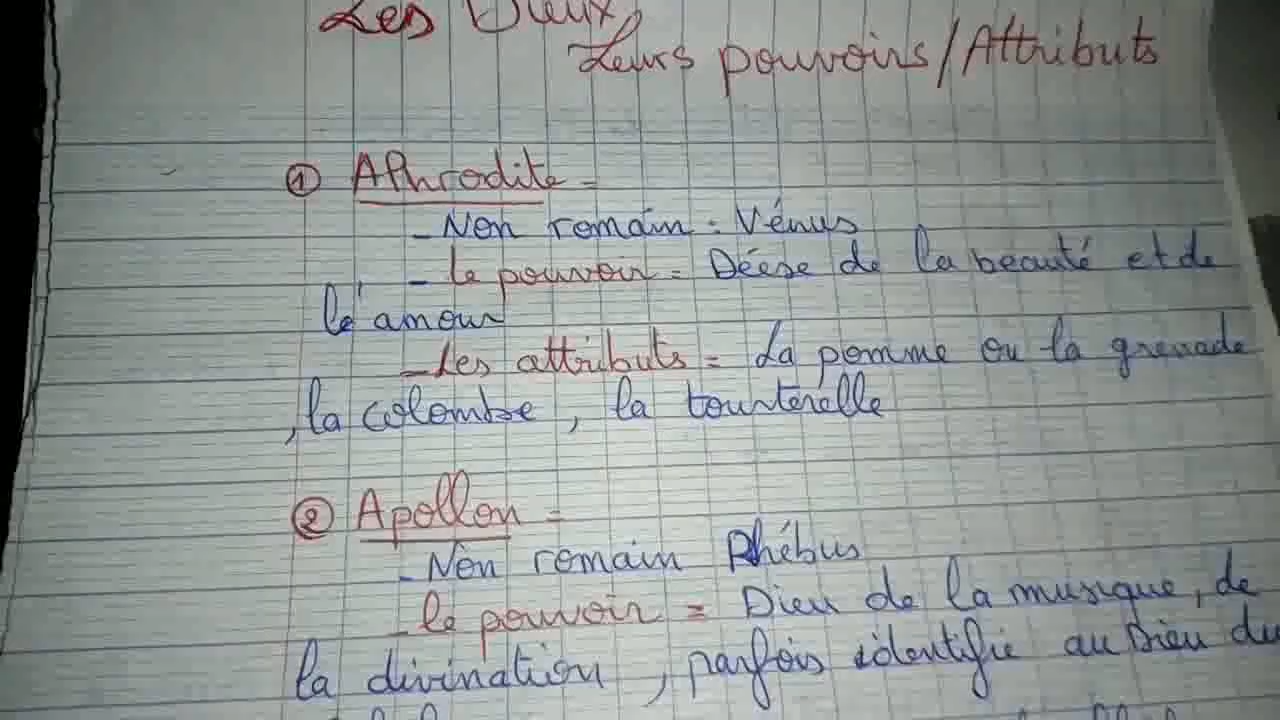 Les Dieux,
Leurs pouvoirs/Attributs
① Aphrodite =
- Non romain = Vénus
- le pouvoir = Déése de la beauté et de
lé amour
- Les attributs = La pomme ou la grenade
, la colombe, la tourterelle
② Apollon =
- Non romain Phébus
- le pouvoir = Dieu de la musique, de
la divination, parfois identifié au Dieu du